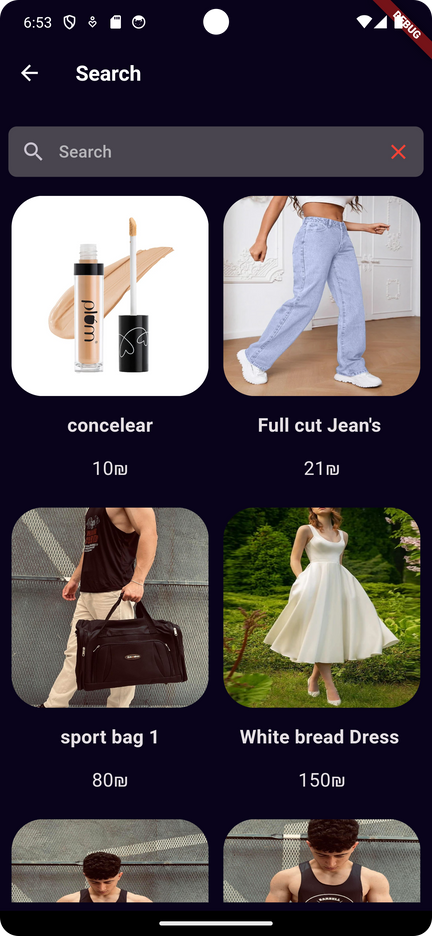 6:53
DEBUG
Search
Search
plum
concelear
Full cut Jean's
10₪
21₪
sport bag 1
White bread Dress
80₪
150₪